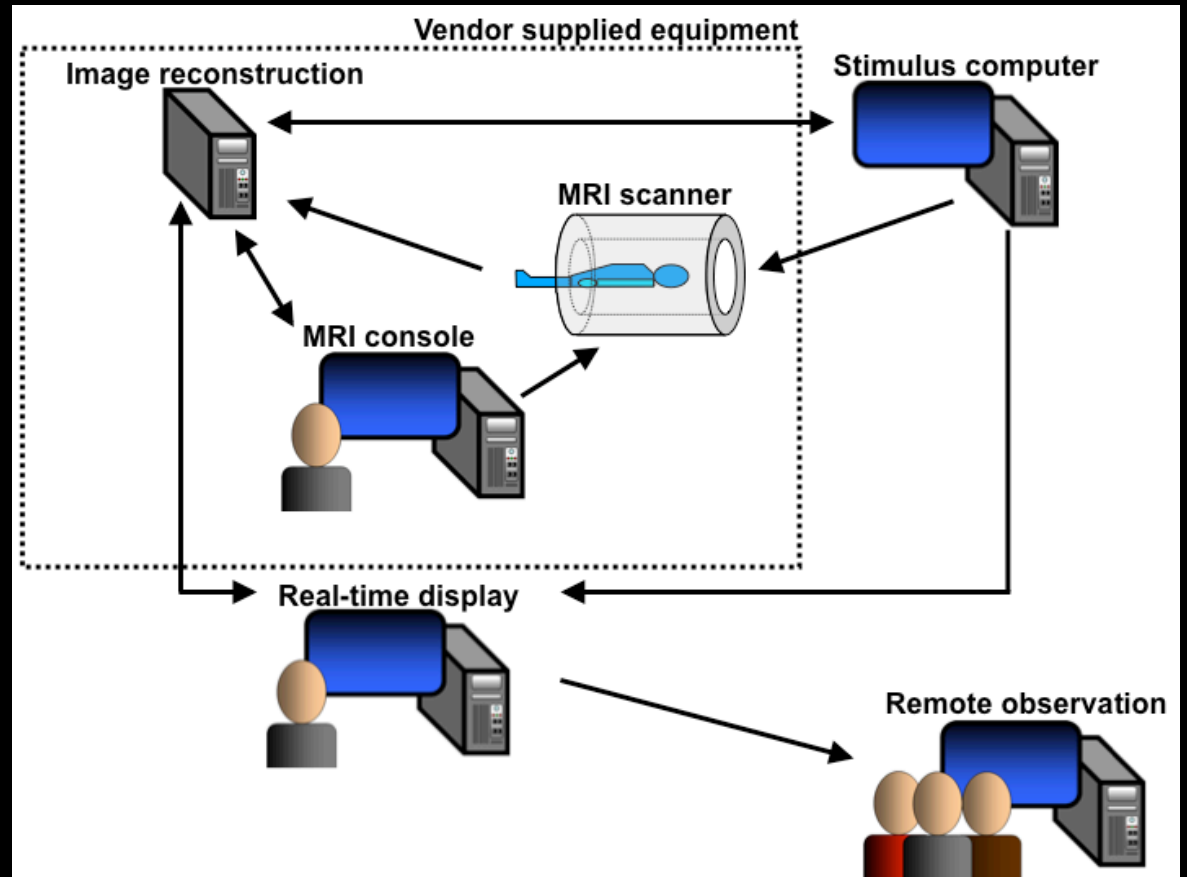 Vendor supplied equipment
Image reconstruction
Stimulus computer
MRI scanner
MRI console
Real-time display
Remote observation